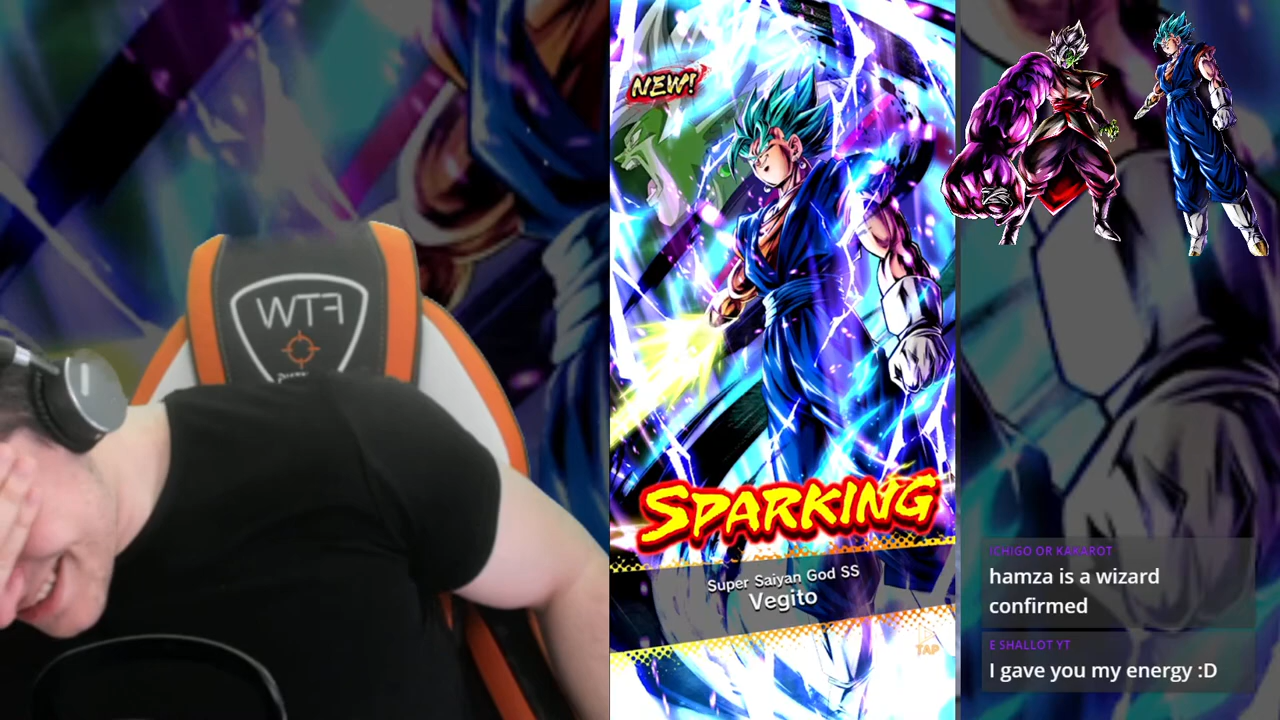 NEW!
WTF
SPARKING
Super Saiyan God SS
Vegito
TAP
ICHIGO OR KAKAROT
hamza is a wizard
confirmed
E SHALLOT YT
I gave you my energy :D